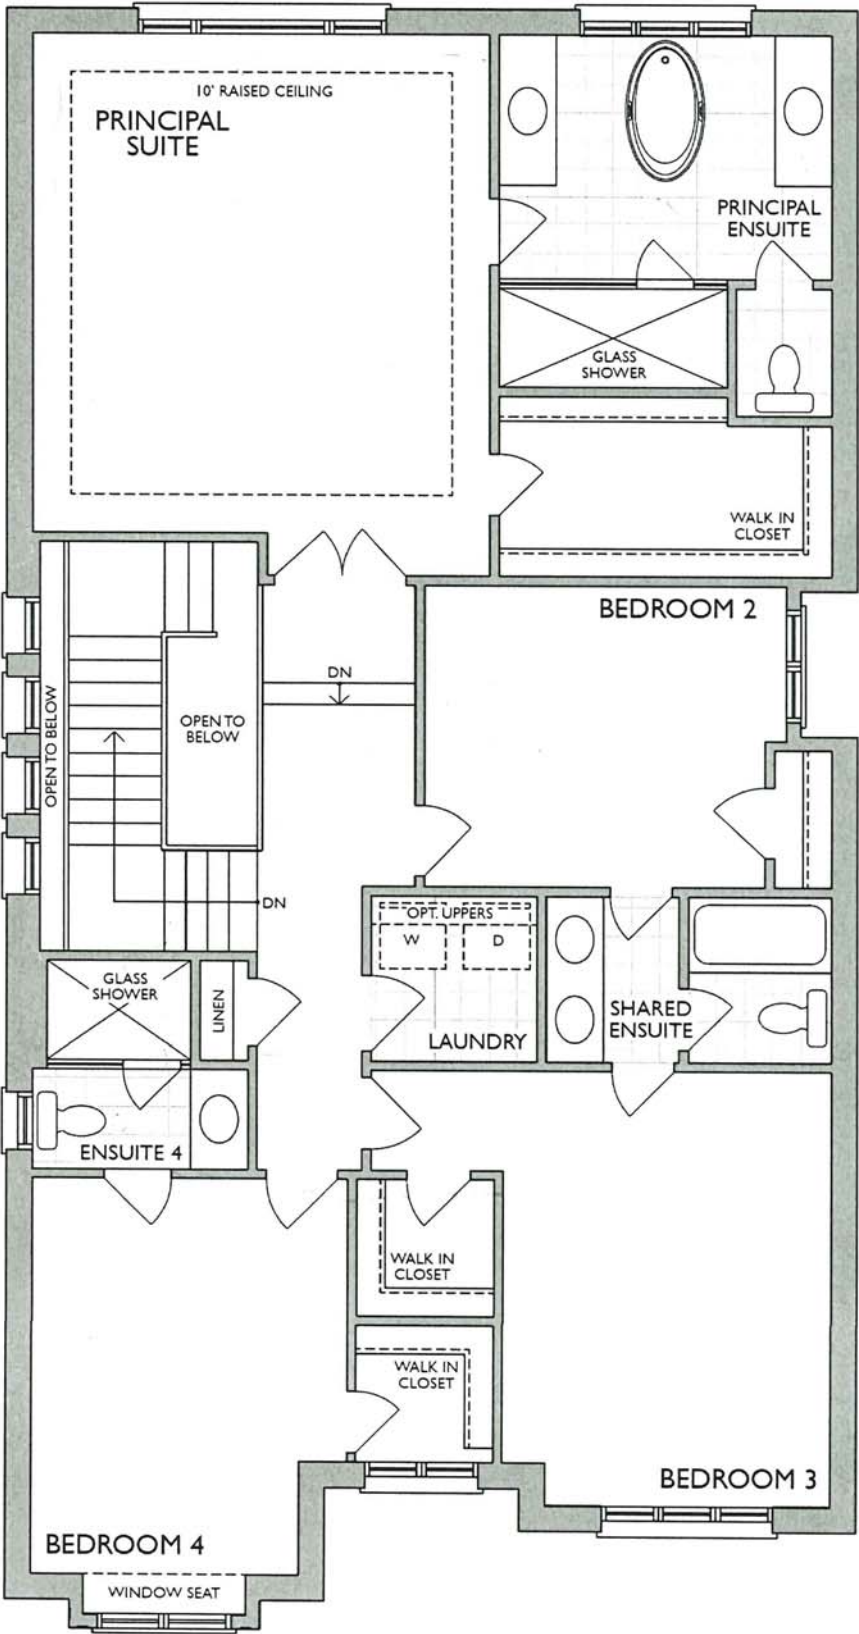 10' RAISED CEILING
PRINCIPAL
SUITE
PRINCIPAL
ENSUITE
GLASS
SHOWER
WALK IN
CLOSET
BEDROOM 2
DN
OPEN TO BELOW
OPEN TO
BELOW
DN
OPT. UPPERS
W
D
GLASS
SHOWER
LINEN
LAUNDRY
SHARED
ENSUITE
ENSUITE 4
WALK IN
CLOSET
WALK IN
CLOSET
BEDROOM 3
BEDROOM 4
WINDOW SEAT